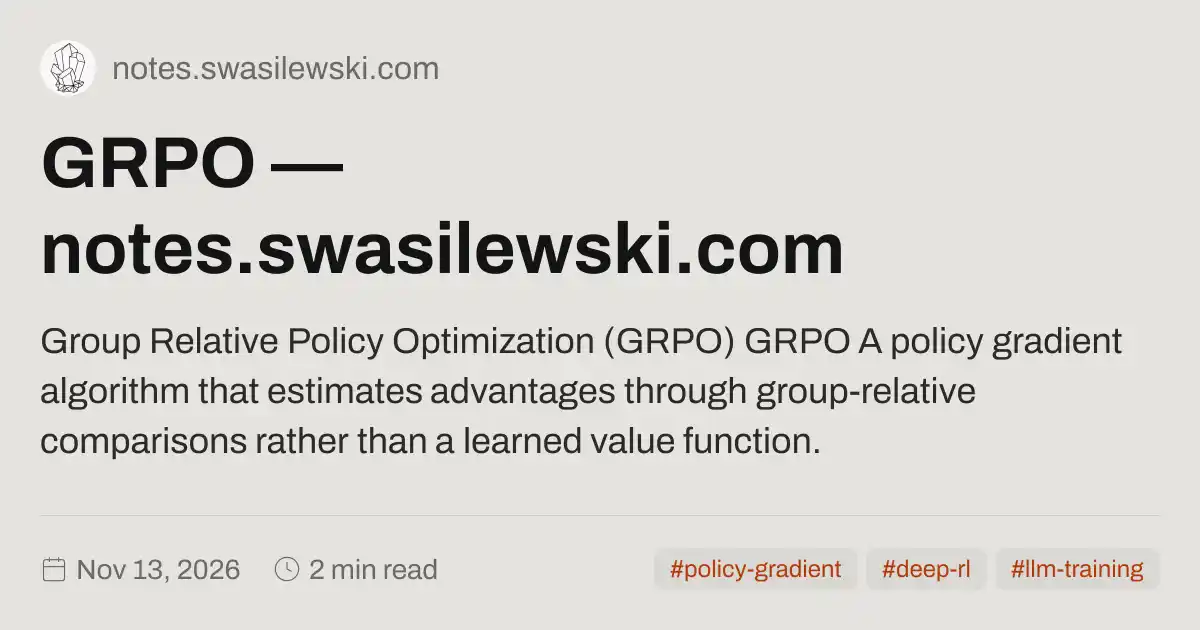 notes.swasilewski.com
GRPO —
notes.swasilewski.com
Group Relative Policy Optimization (GRPO) GRPO A policy gradient
algorithm that estimates advantages through group-relative
comparisons rather than a learned value function.
Nov 13, 2026 2 min read #policy-gradient #deep-rl #llm-training